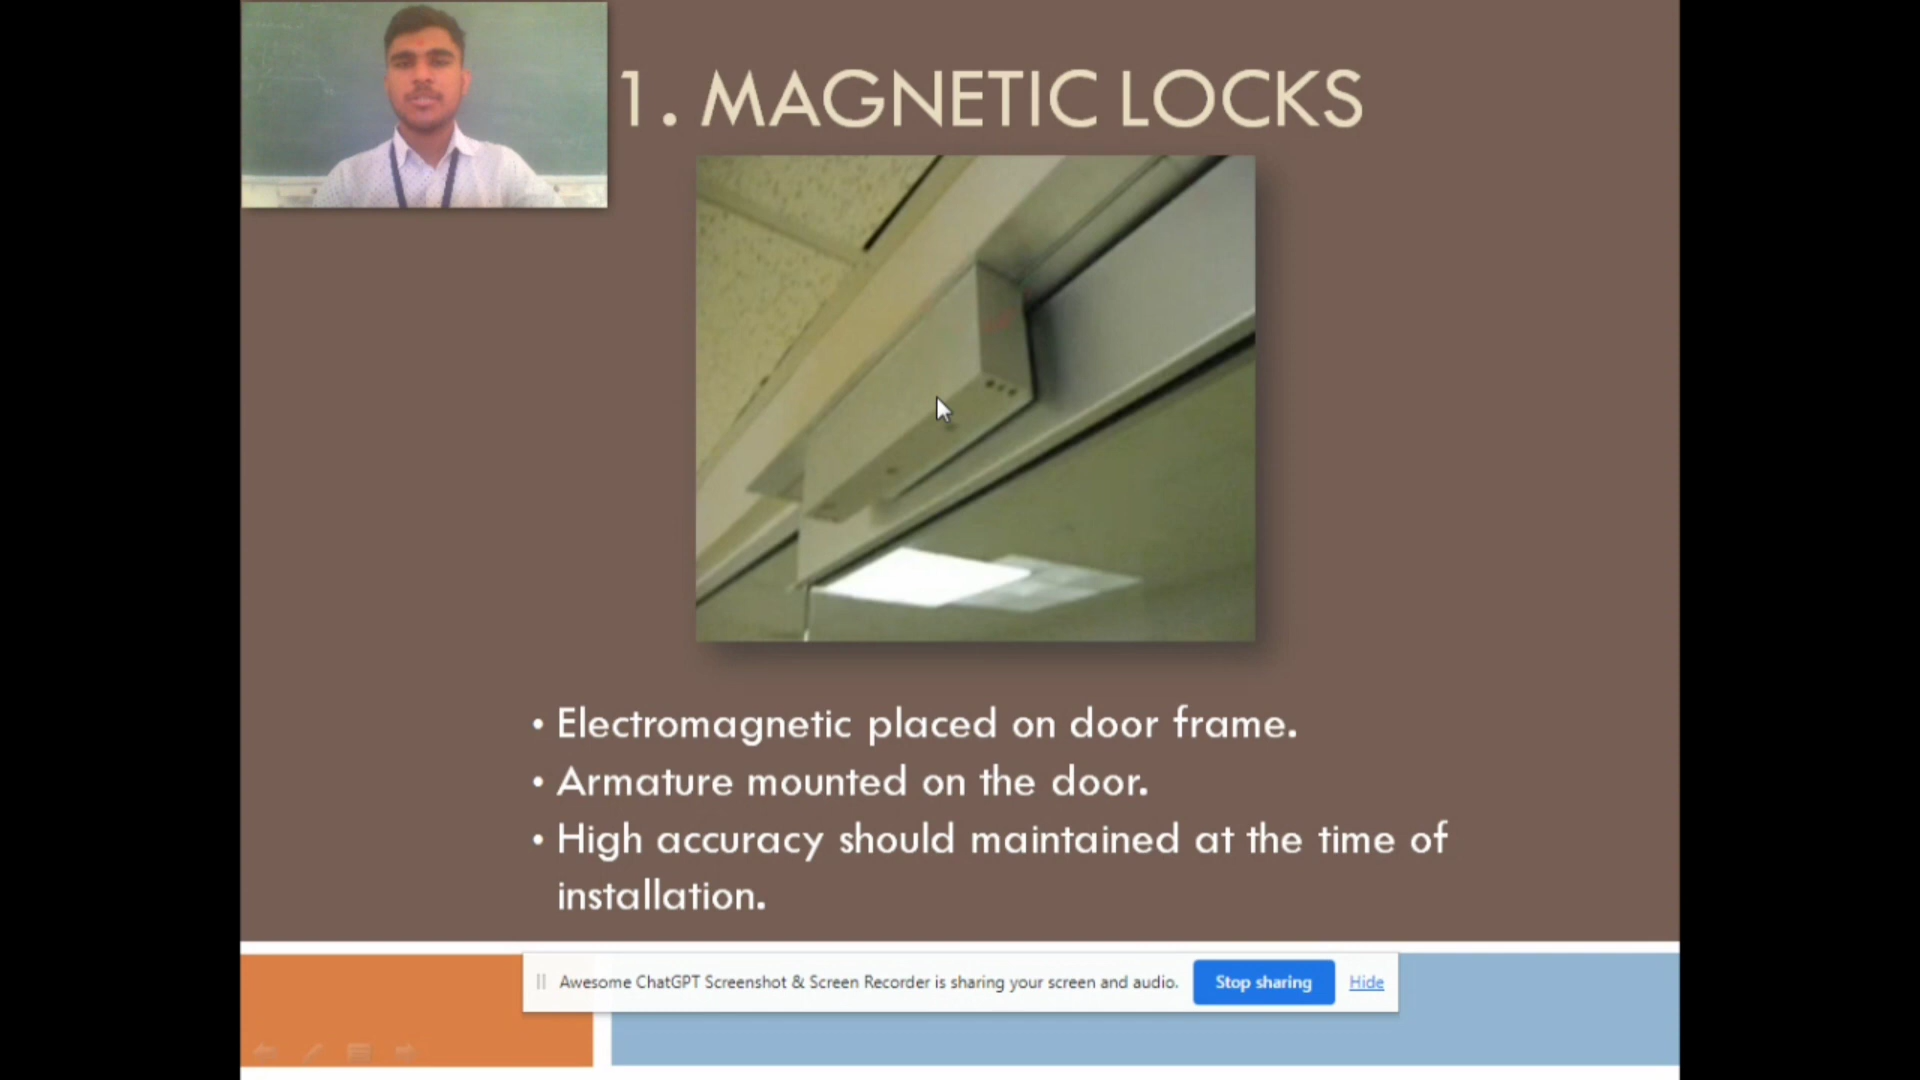 1. MAGNETIC LOCKS
• Electromagnetic placed on door frame.
• Armature mounted on the door.
• High accuracy should maintained at the time of
installation.
Awesome ChatGPT Screenshot & Screen Recorder is sharing your screen and audio. Stop sharing Hide